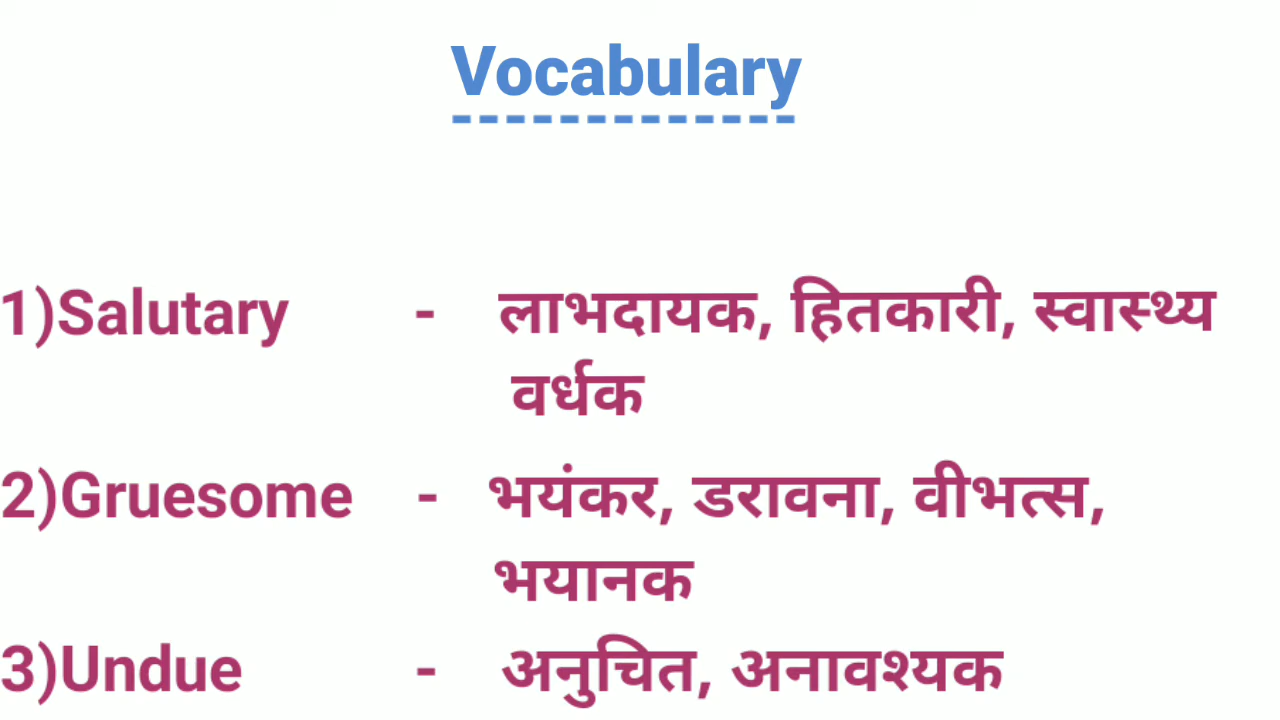 Vocabulary
-------------
1)Salutary - लाभदायक, हितकारी, स्वास्थ्य
वर्धक
2)Gruesome - भयंकर, डरावना, वीभत्स,
भयानक
3)Undue - अनुचित, अनावश्यक